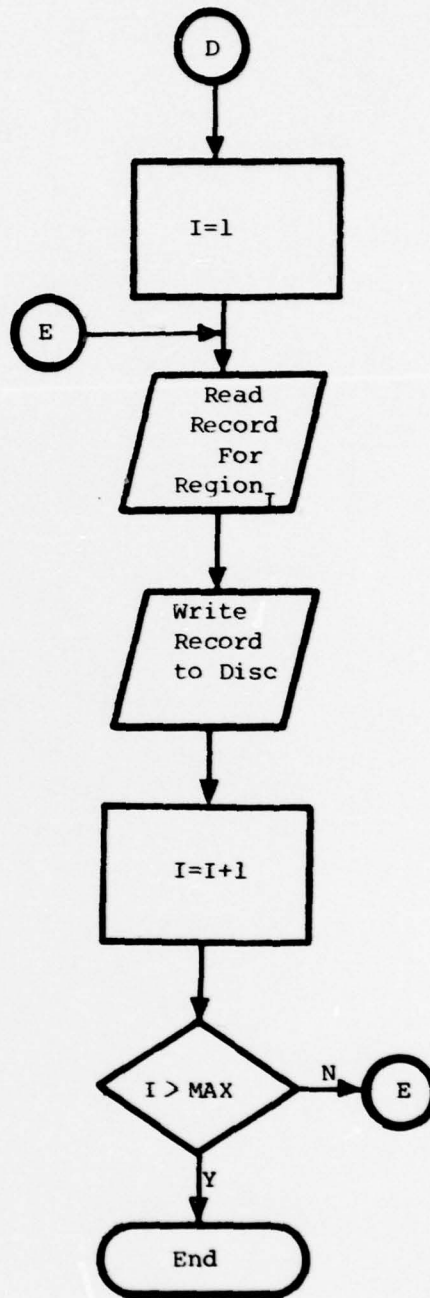 D
I=1
E
Read
Record
For
Region I
Write
Record
to Disc
I=I+1
I > MAX
N
E
Y
End